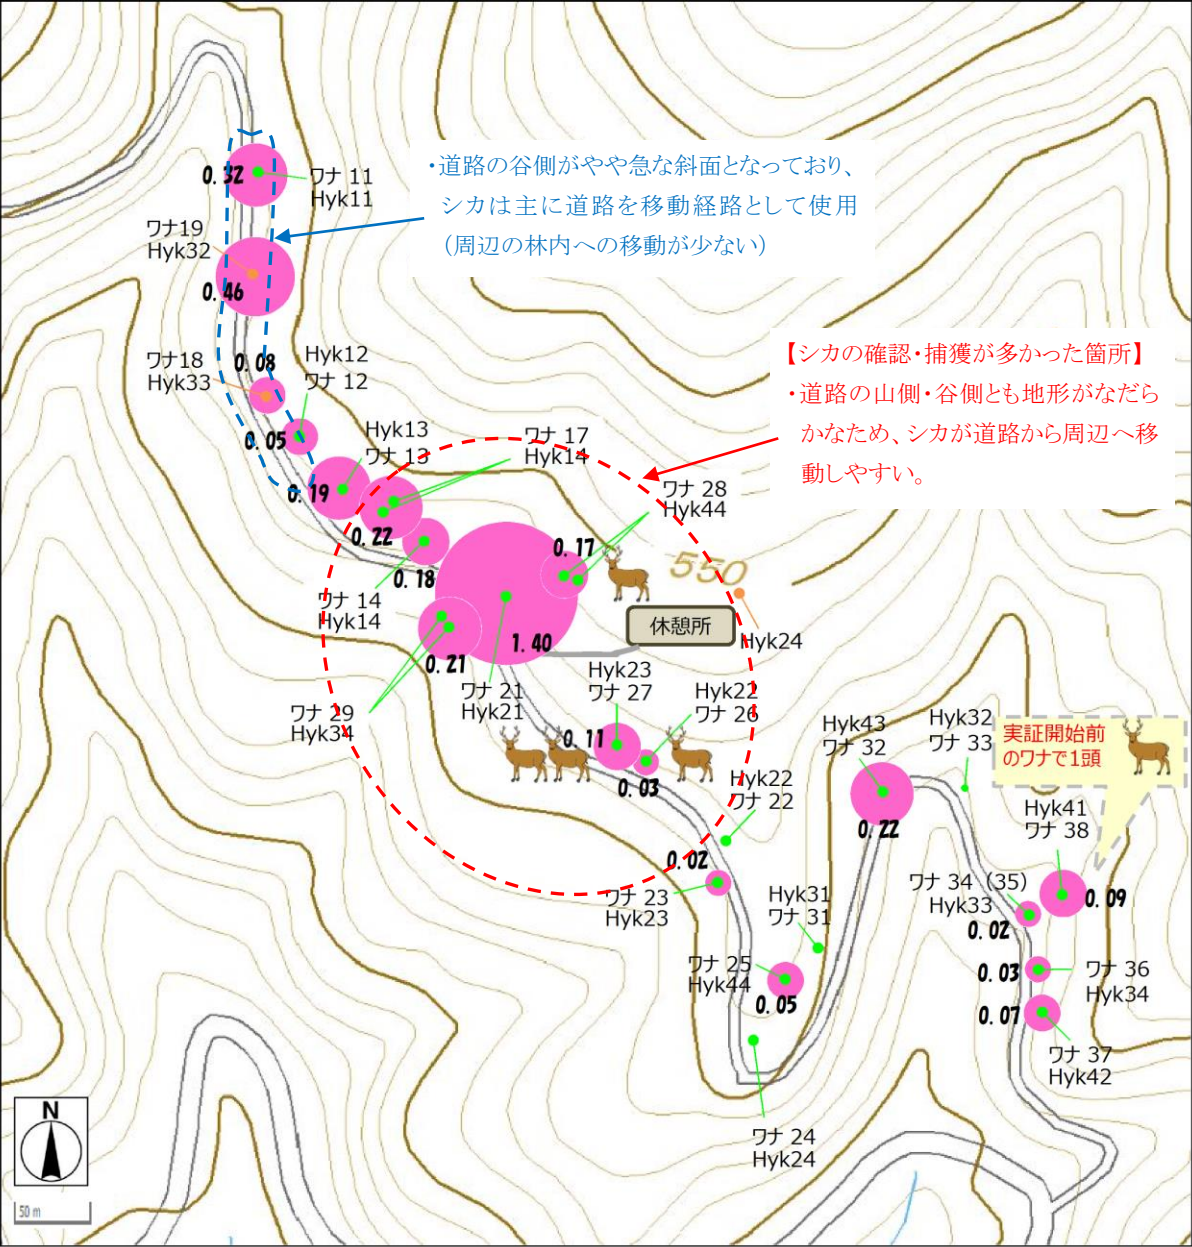 ・道路の谷側がやや急な斜面となっており、
シカは主に道路を移動経路として使用
（周辺の林内への移動が少ない）
0.32
ワナ 11
Hyk11
ワナ19
Hyk32
0.46
【シカの確認・捕獲が多かった箇所】
・道路の山側・谷側とも地形がなだら
かなため、シカが道路から周辺へ移
動しやすい。
ワナ18
Hyk33
0.08
Hyk12
ワナ 12
0.05
Hyk13
ワナ 13
0.19
ワナ 17
Hyk14
0.22
ワナ 28
Hyk44
0.17
0.18
550
ワナ 14
Hyk14
休憩所
Hyk24
1.40
0.21
ワナ 21
Hyk21
ワナ 29
Hyk34
Hyk23
ワナ 27
0.11
Hyk22
ワナ 26
0.03
Hyk22
ワナ 22
0.02
ワナ 23
Hyk23
Hyk43
ワナ 32
0.22
Hyk32
ワナ 33
実証開始前
のワナで1頭
Hyk41
ワナ 38
0.09
ワナ 34（35）
Hyk33
0.02
Hyk31
ワナ 31
ワナ 25
Hyk44
0.05
0.03
ワナ 36
Hyk34
0.07
ワナ 37
Hyk42
ワナ 24
Hyk24
N
50 m